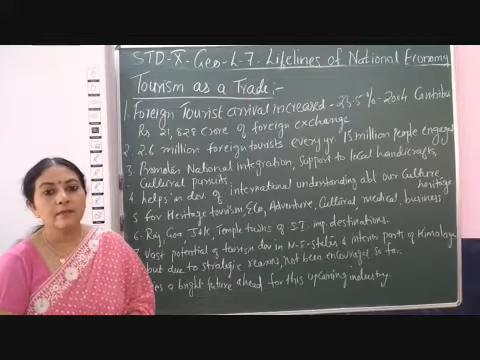 STD-X-Geo-L-7. Lifelines of National Economy
Tourism as a Trade:-
1. Foreign Tourist arrival increased - 23.5%-2004 Contribu
Rs 21,828 crore of foreign exchange
2. 2.6 million foreign tourists every yr. 15 million People engaged
3. Promotes National integration, support to local handicrafts
Cultural pursuits
4 helps in dev. of international understanding abt our Culture
heritage
5 for Heritage tourism, Eco, Adventure, Cultural, medical, business
6. Raj, Goa J&K, Temple towns of S.I. imp. destinations.
Vast potential of tourism dev in N-E-States & interim parts of Himalaya
but due to strategic reasons, not been encouraged so far.
a bright future ahead for this upcoming industry